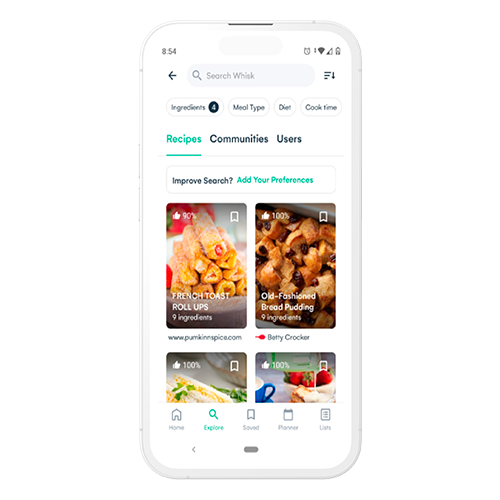 8:54
Search Whisk
Ingredients 4 Meal Type Diet Cook time
Recipes Communities Users
Improve Search? Add Your Preferences
90% 100%
FRENCH TOAST
ROLL UPS
9 ingredients
Old-Fashioned
Bread Pudding
9 ingredients
www.pumkinnspice.com Betty Crocker
100% 100%
Home Explore Saved Planner Lists